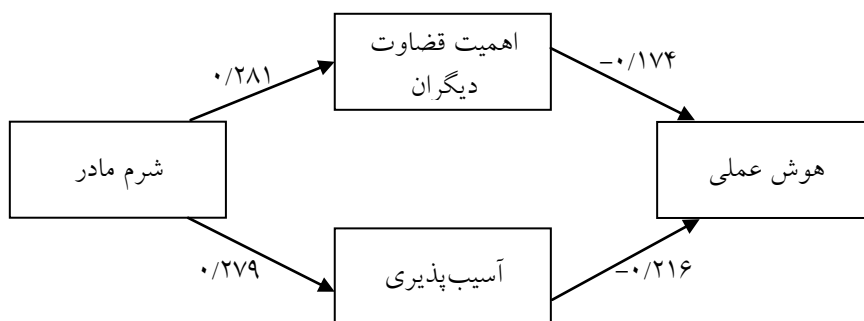 اهمیت قضاوت
دیگران
۰/۲۸۱
-۰/۱۷۴
شرم مادر
هوش عملی
۰/۲۷۹
آسیب‌پذیری
-۰/۲۱۶